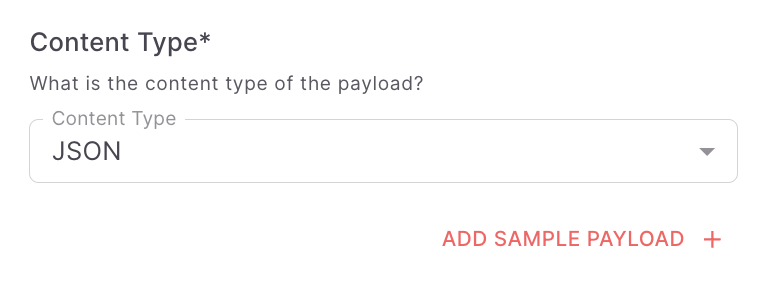 Content Type*
What is the content type of the payload?
Content Type
JSON
ADD SAMPLE PAYLOAD +